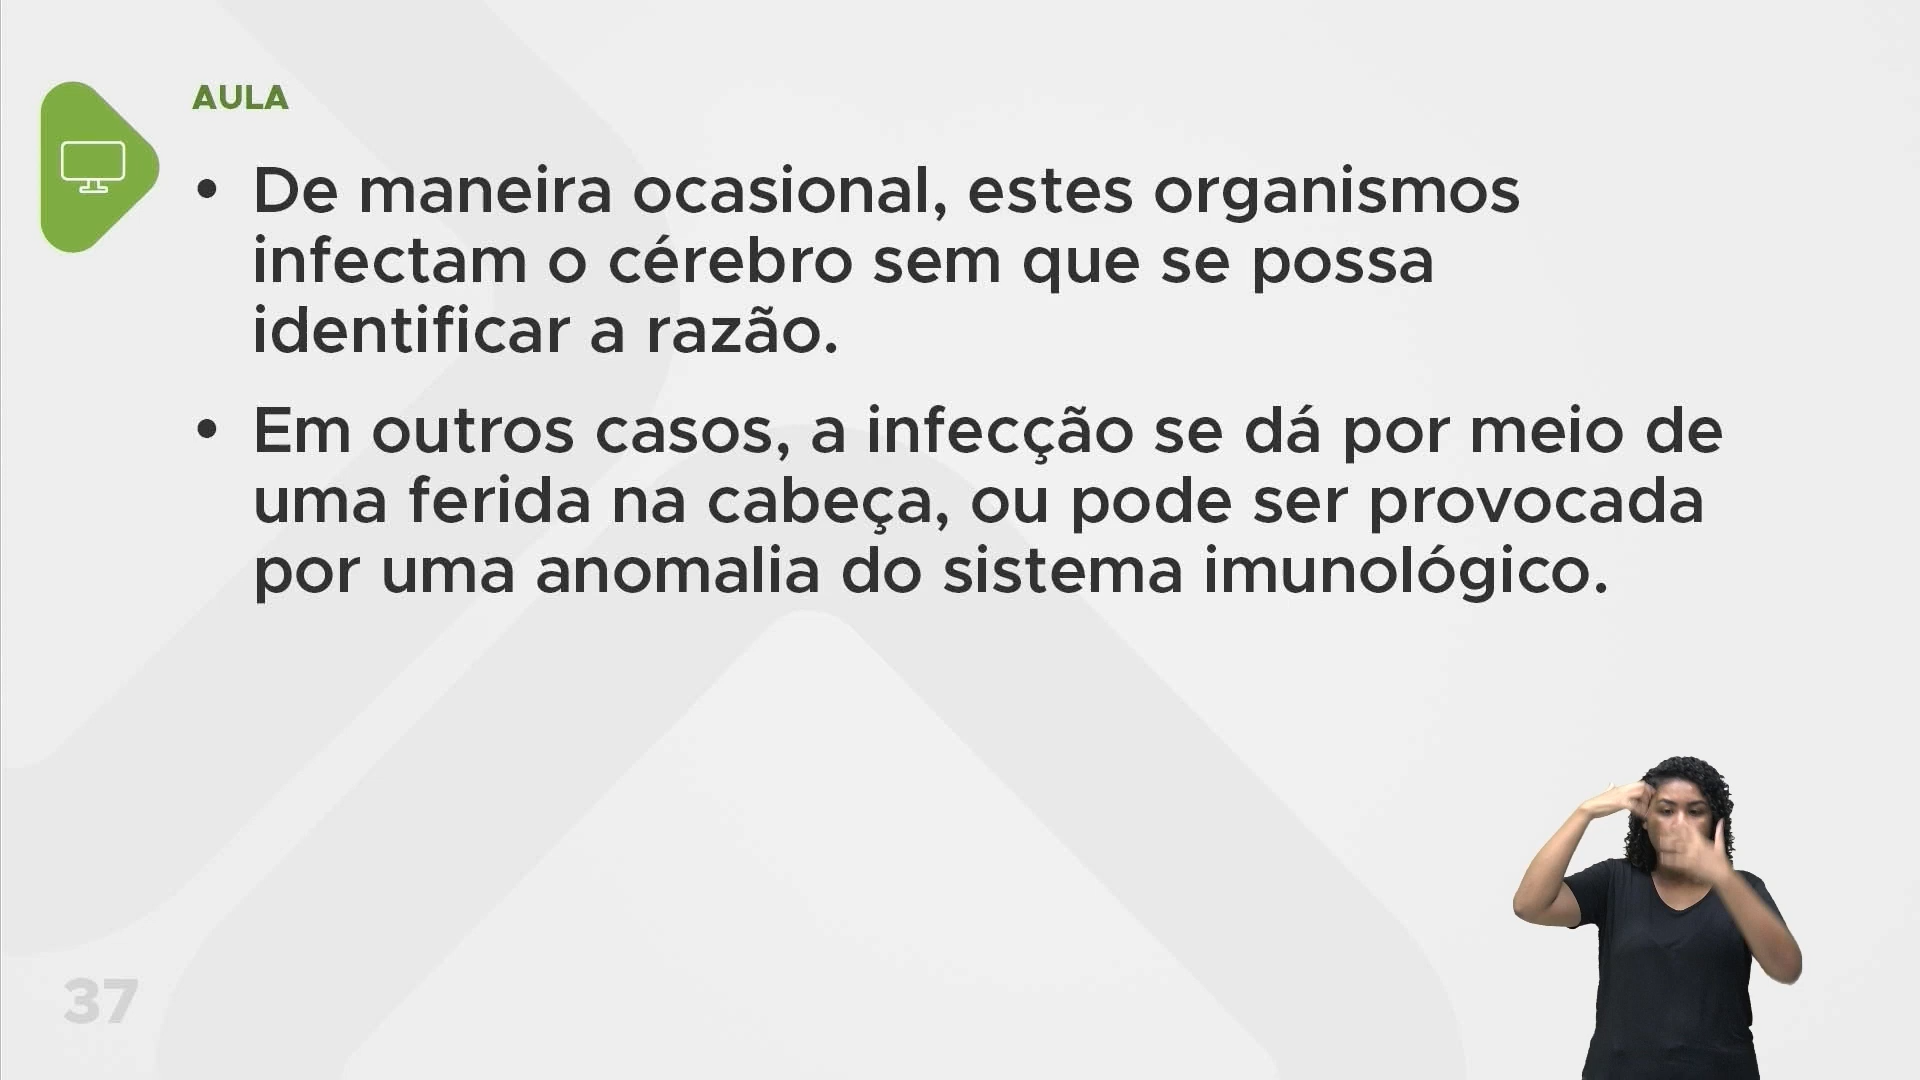 AULA
• De maneira ocasional, estes organismos
infectam o cérebro sem que se possa
identificar a razão.
• Em outros casos, a infecção se dá por meio de
uma ferida na cabeça, ou pode ser provocada
por uma anomalia do sistema imunológico.
37